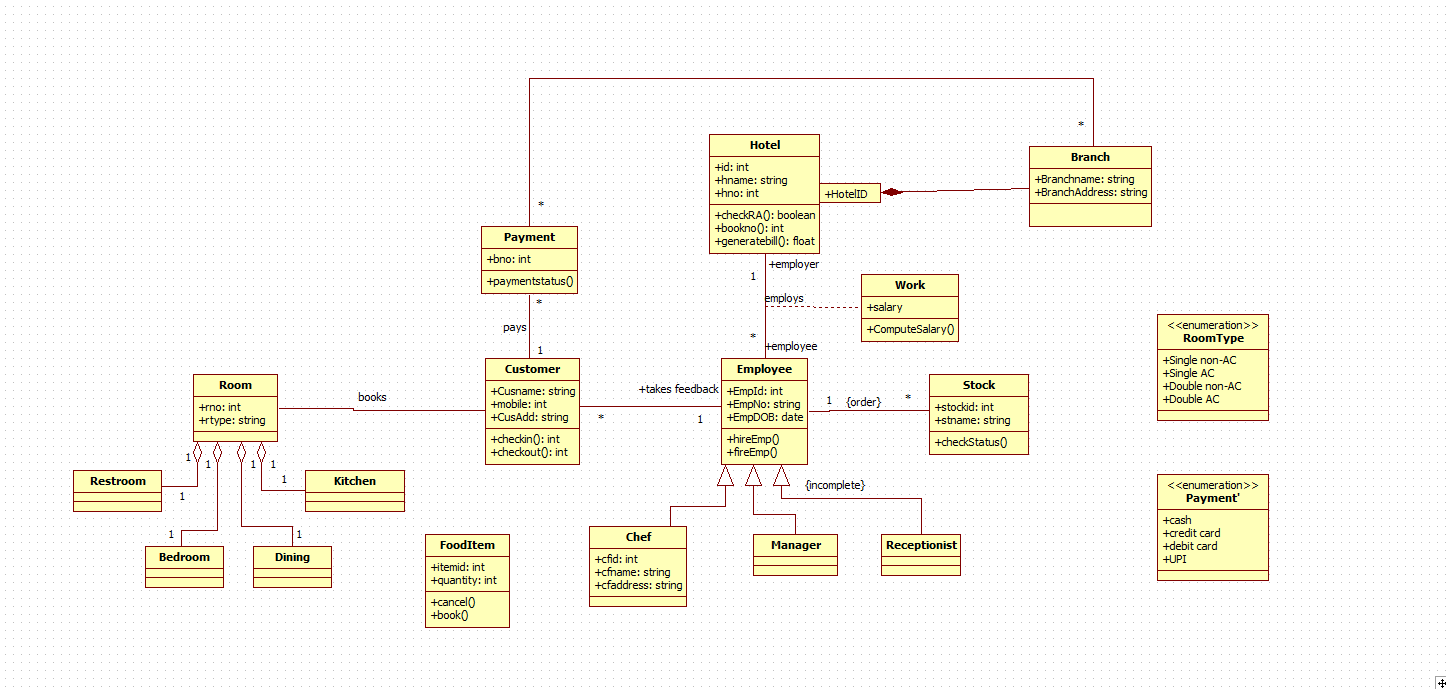 *
Hotel
+id: int
+hname: string
+hno: int
+checkRA(): boolean
+bookno(): int
+generatebill(): float
+HotelID
Branch
+Branchname: string
+BranchAddress: string
*
Payment
+bno: int
+paymentstatus()
+employer
1
employs
*
+employee
Work
+salary
+ComputeSalary()
*
pays
1
<<enumeration>>
RoomType
+Single non-AC
+Single AC
+Double non-AC
+Double AC
Room
+rno: int
+rtype: string
books
Customer
+Cusname: string
+mobile: int
+CusAdd: string
+checkin(): int
+checkout(): int
+takes feedback
*
1
Employee
+EmpId: int
+EmpNo: string
+EmpDOB: date
+hireEmp()
+fireEmp()
1
{order}
*
Stock
+stockid: int
+stname: string
+checkStatus()
1
1
1
1
Restroom
1
1
Kitchen
{incomplete}
<<enumeration>>
Payment'
+cash
+credit card
+debit card
+UPI
1
Bedroom
1
Dining
FoodItem
+itemid: int
+quantity: int
+cancel()
+book()
Chef
+cfid: int
+cfname: string
+cfaddress: string
Manager
Receptionist